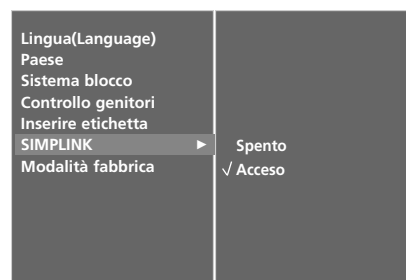 Lingua(Language)
Paese
Sistema blocco
Controllo genitori
Inserire etichetta
SIMPLINK ►
Modalità fabbrica
Spento
√ Acceso